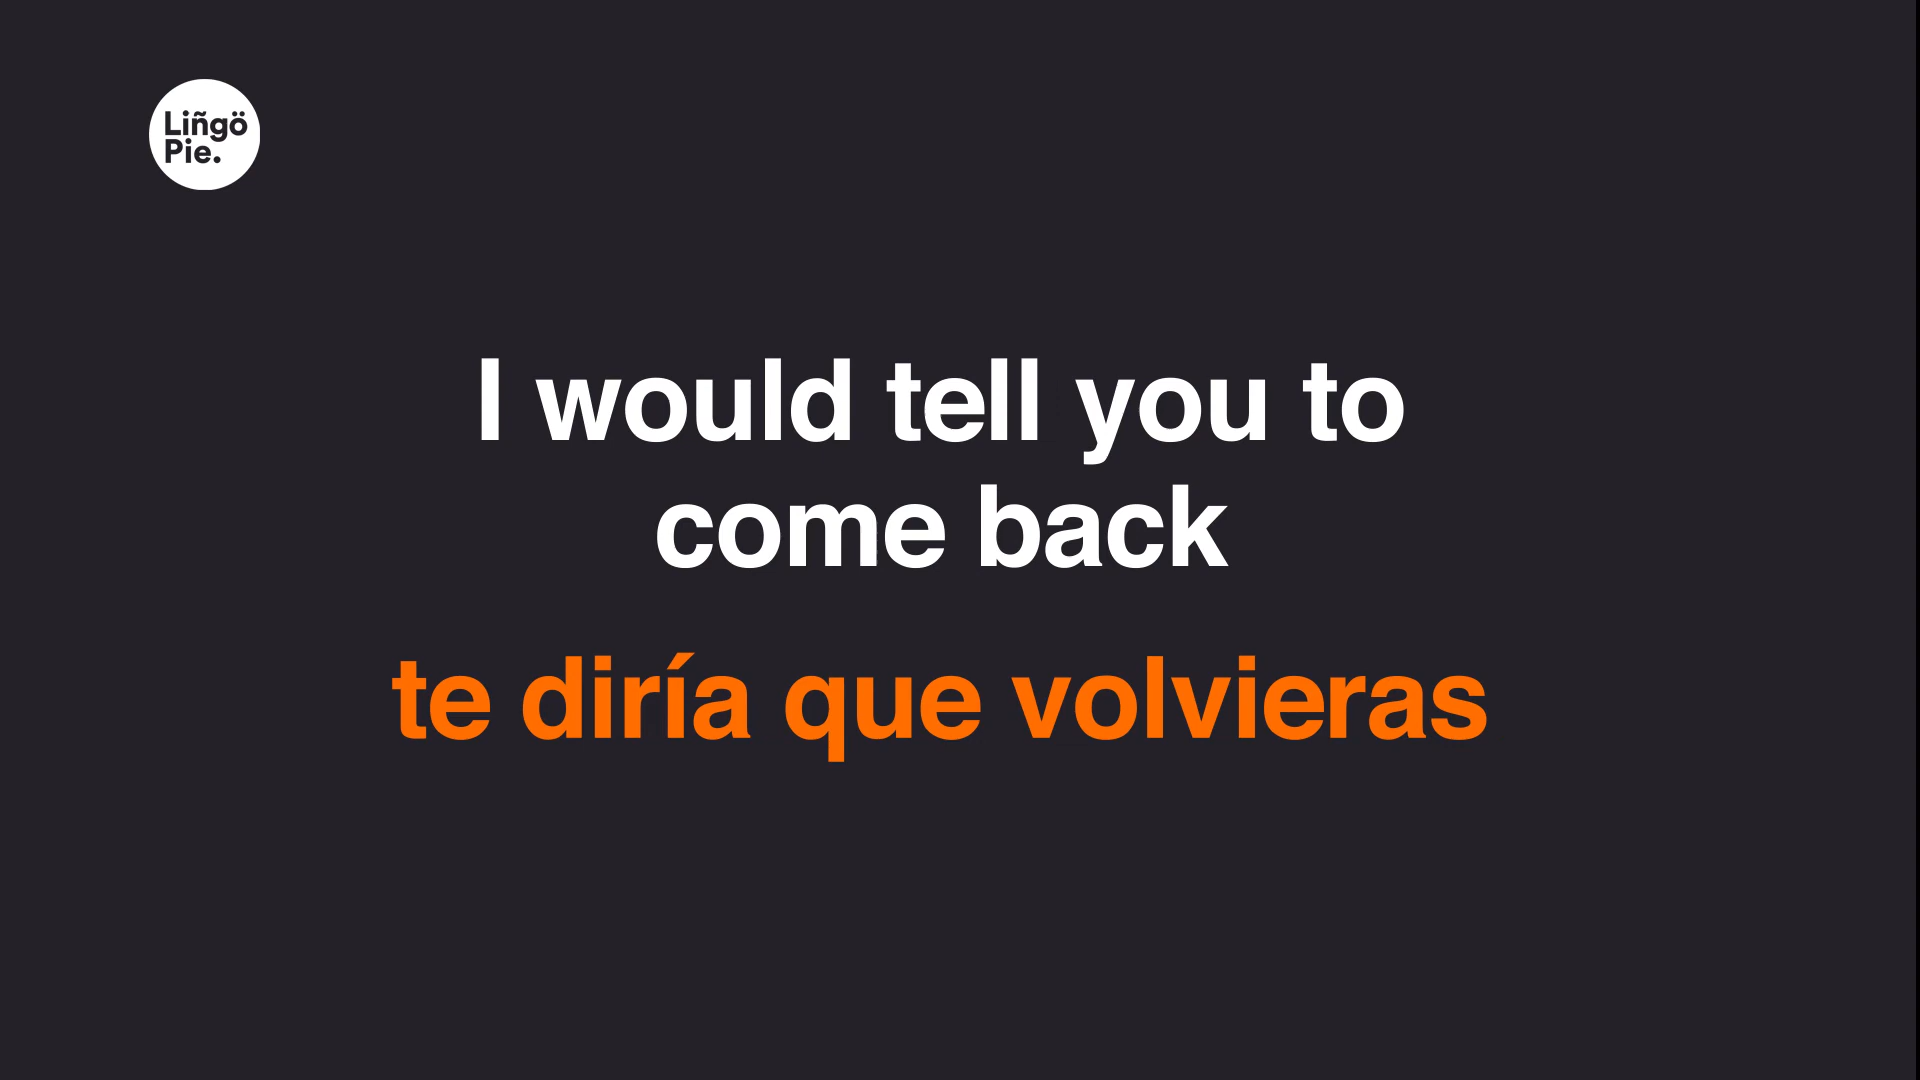 Liñgö
Pie.
I would tell you to
come back
te diría que volvieras